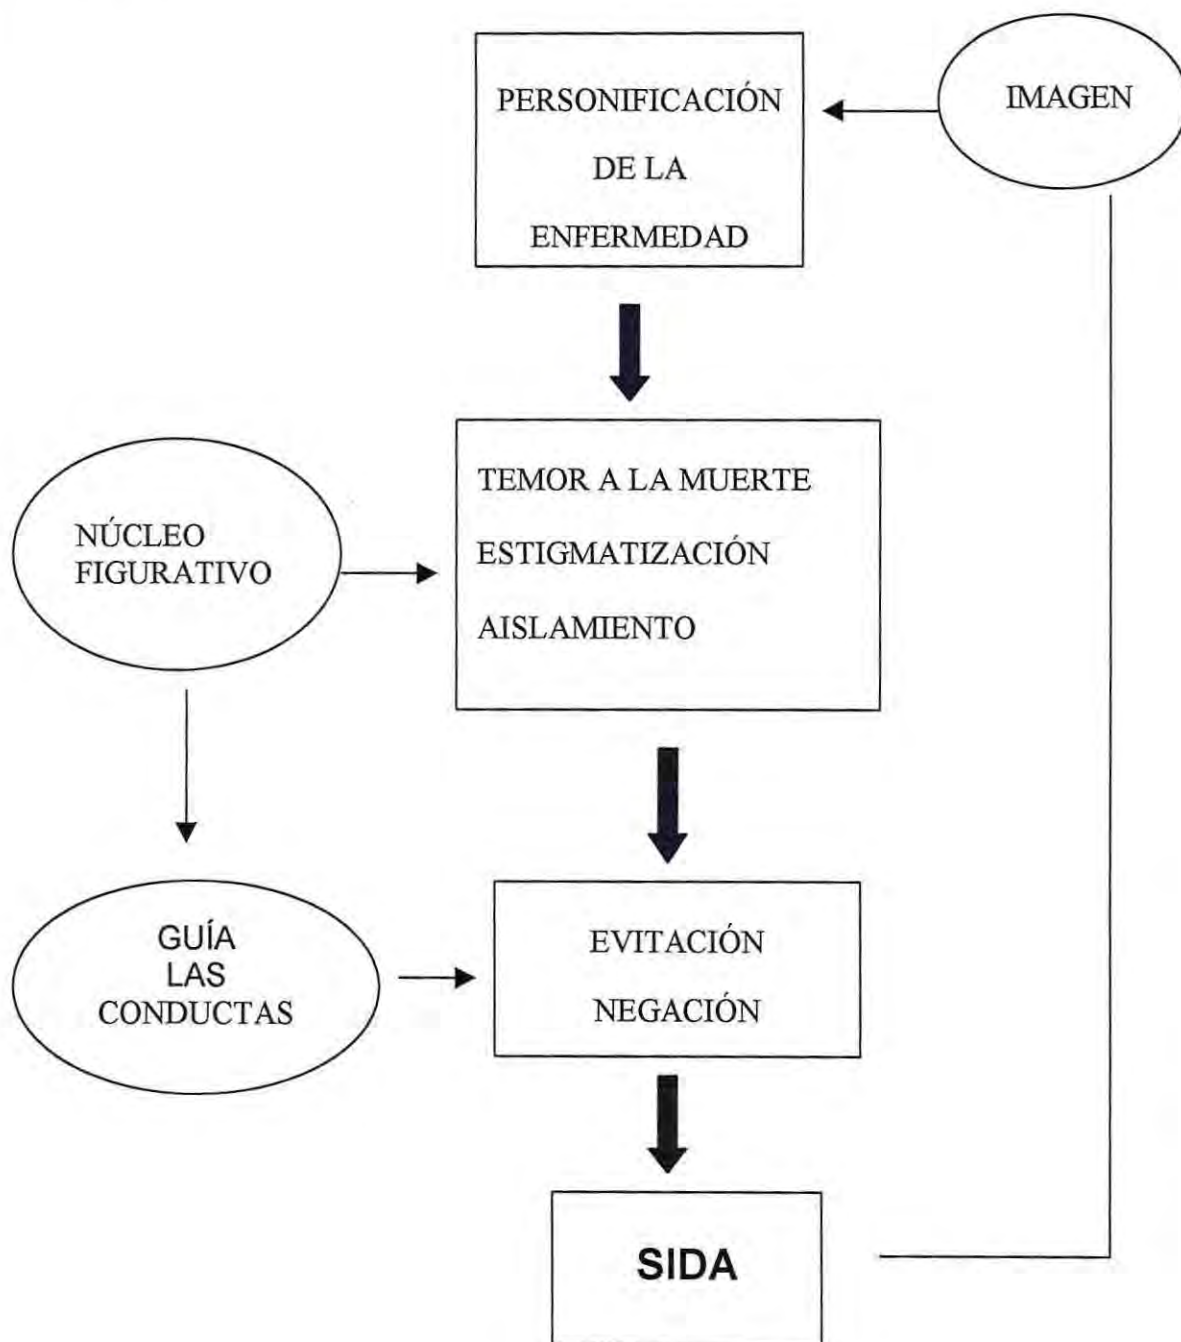 PERSONIFICACIÓN
DE LA
ENFERMEDAD
IMAGEN
TEMOR A LA MUERTE
ESTIGMATIZACIÓN
AISLAMIENTO
NÚCLEO
FIGURATIVO
GUÍA
LAS
CONDUCTAS
EVITACIÓN
NEGACIÓN
SIDA